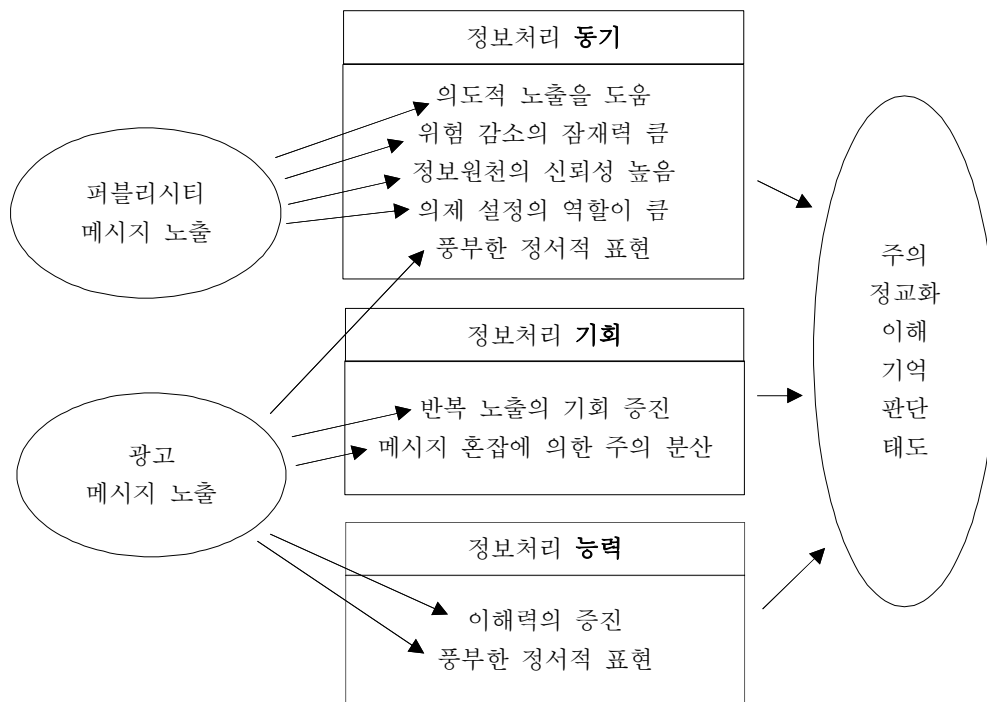 정보처리 동기
의도적 노출을 도움
위험 감소의 잠재력 큼
정보원천의 신뢰성 높음
의제 설정의 역할이 큼
풍부한 정서적 표현
퍼블리시티
메시지 노출
정보처리 기회
반복 노출의 기회 증진
메시지 혼잡에 의한 주의 분산
광고
메시지 노출
정보처리 능력
이해력의 증진
풍부한 정서적 표현
주의
정교화
이해
기억
판단
태도